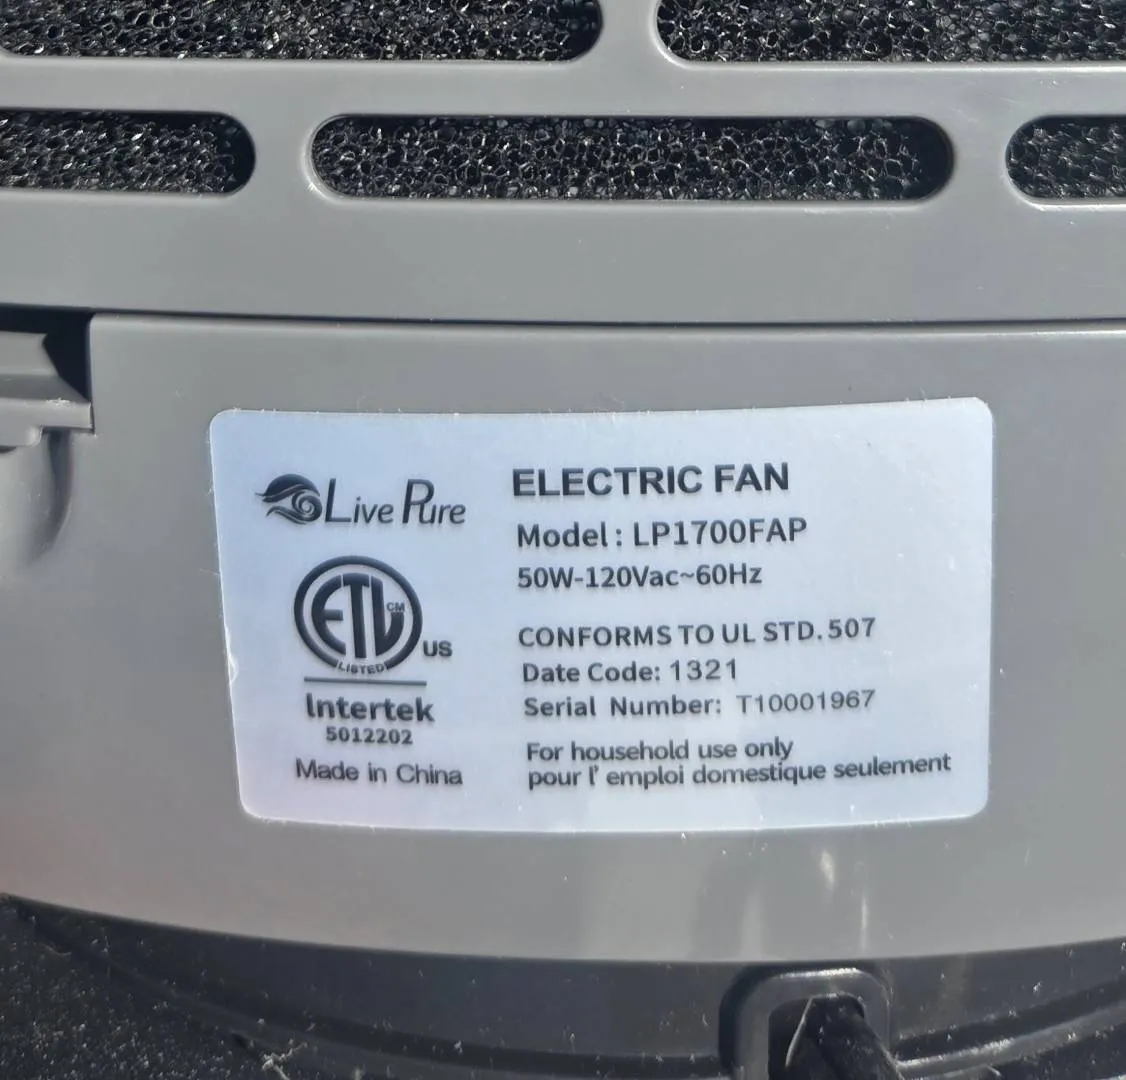 Live Pure
ETL CM
LISTED
US
Intertek
5012202
Made in China
ELECTRIC FAN
Model: LP1700FAP
50W-120Vac~60Hz
CONFORMS TO UL STD. 507
Date Code: 1321
Serial Number: T10001967
For household use only
pour l' emploi domestique seulement